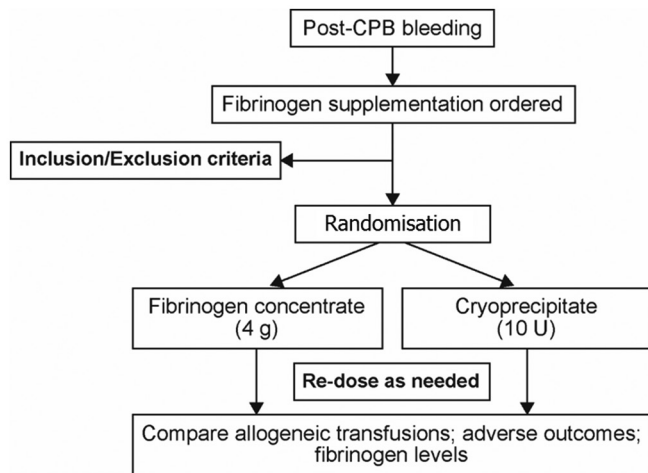 Post-CPB bleeding
Fibrinogen supplementation ordered
Inclusion/Exclusion criteria
Randomisation
Fibrinogen concentrate
(4 g)
Cryoprecipitate
(10 U)
Re-dose as needed
Compare allogeneic transfusions; adverse outcomes;
fibrinogen levels